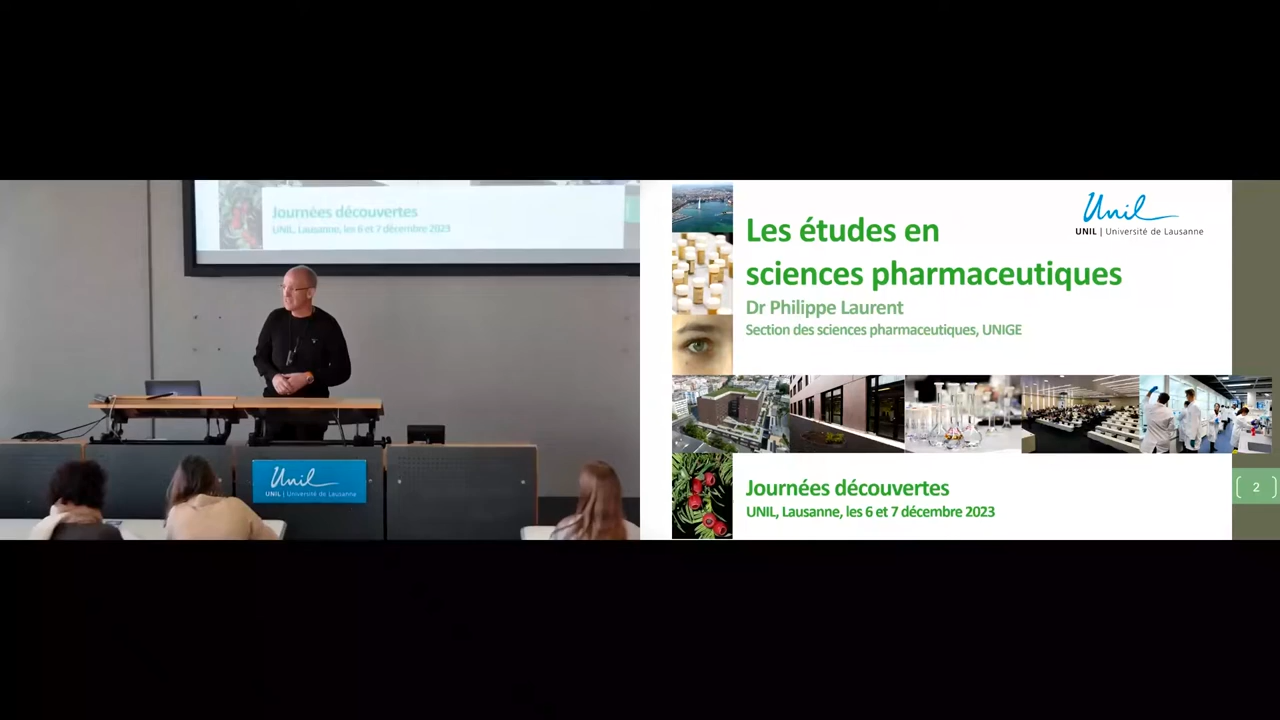 Journées découvertes
UNIL, Lausanne, les 6 et 7 décembre 2023
Unil
UNIL | Université de Lausanne
Les études en
sciences pharmaceutiques
Dr Philippe Laurent
Section des sciences pharmaceutiques, UNIGE
Unil
UNIL | Université de Lausanne
Journées découvertes
UNIL, Lausanne, les 6 et 7 décembre 2023
2